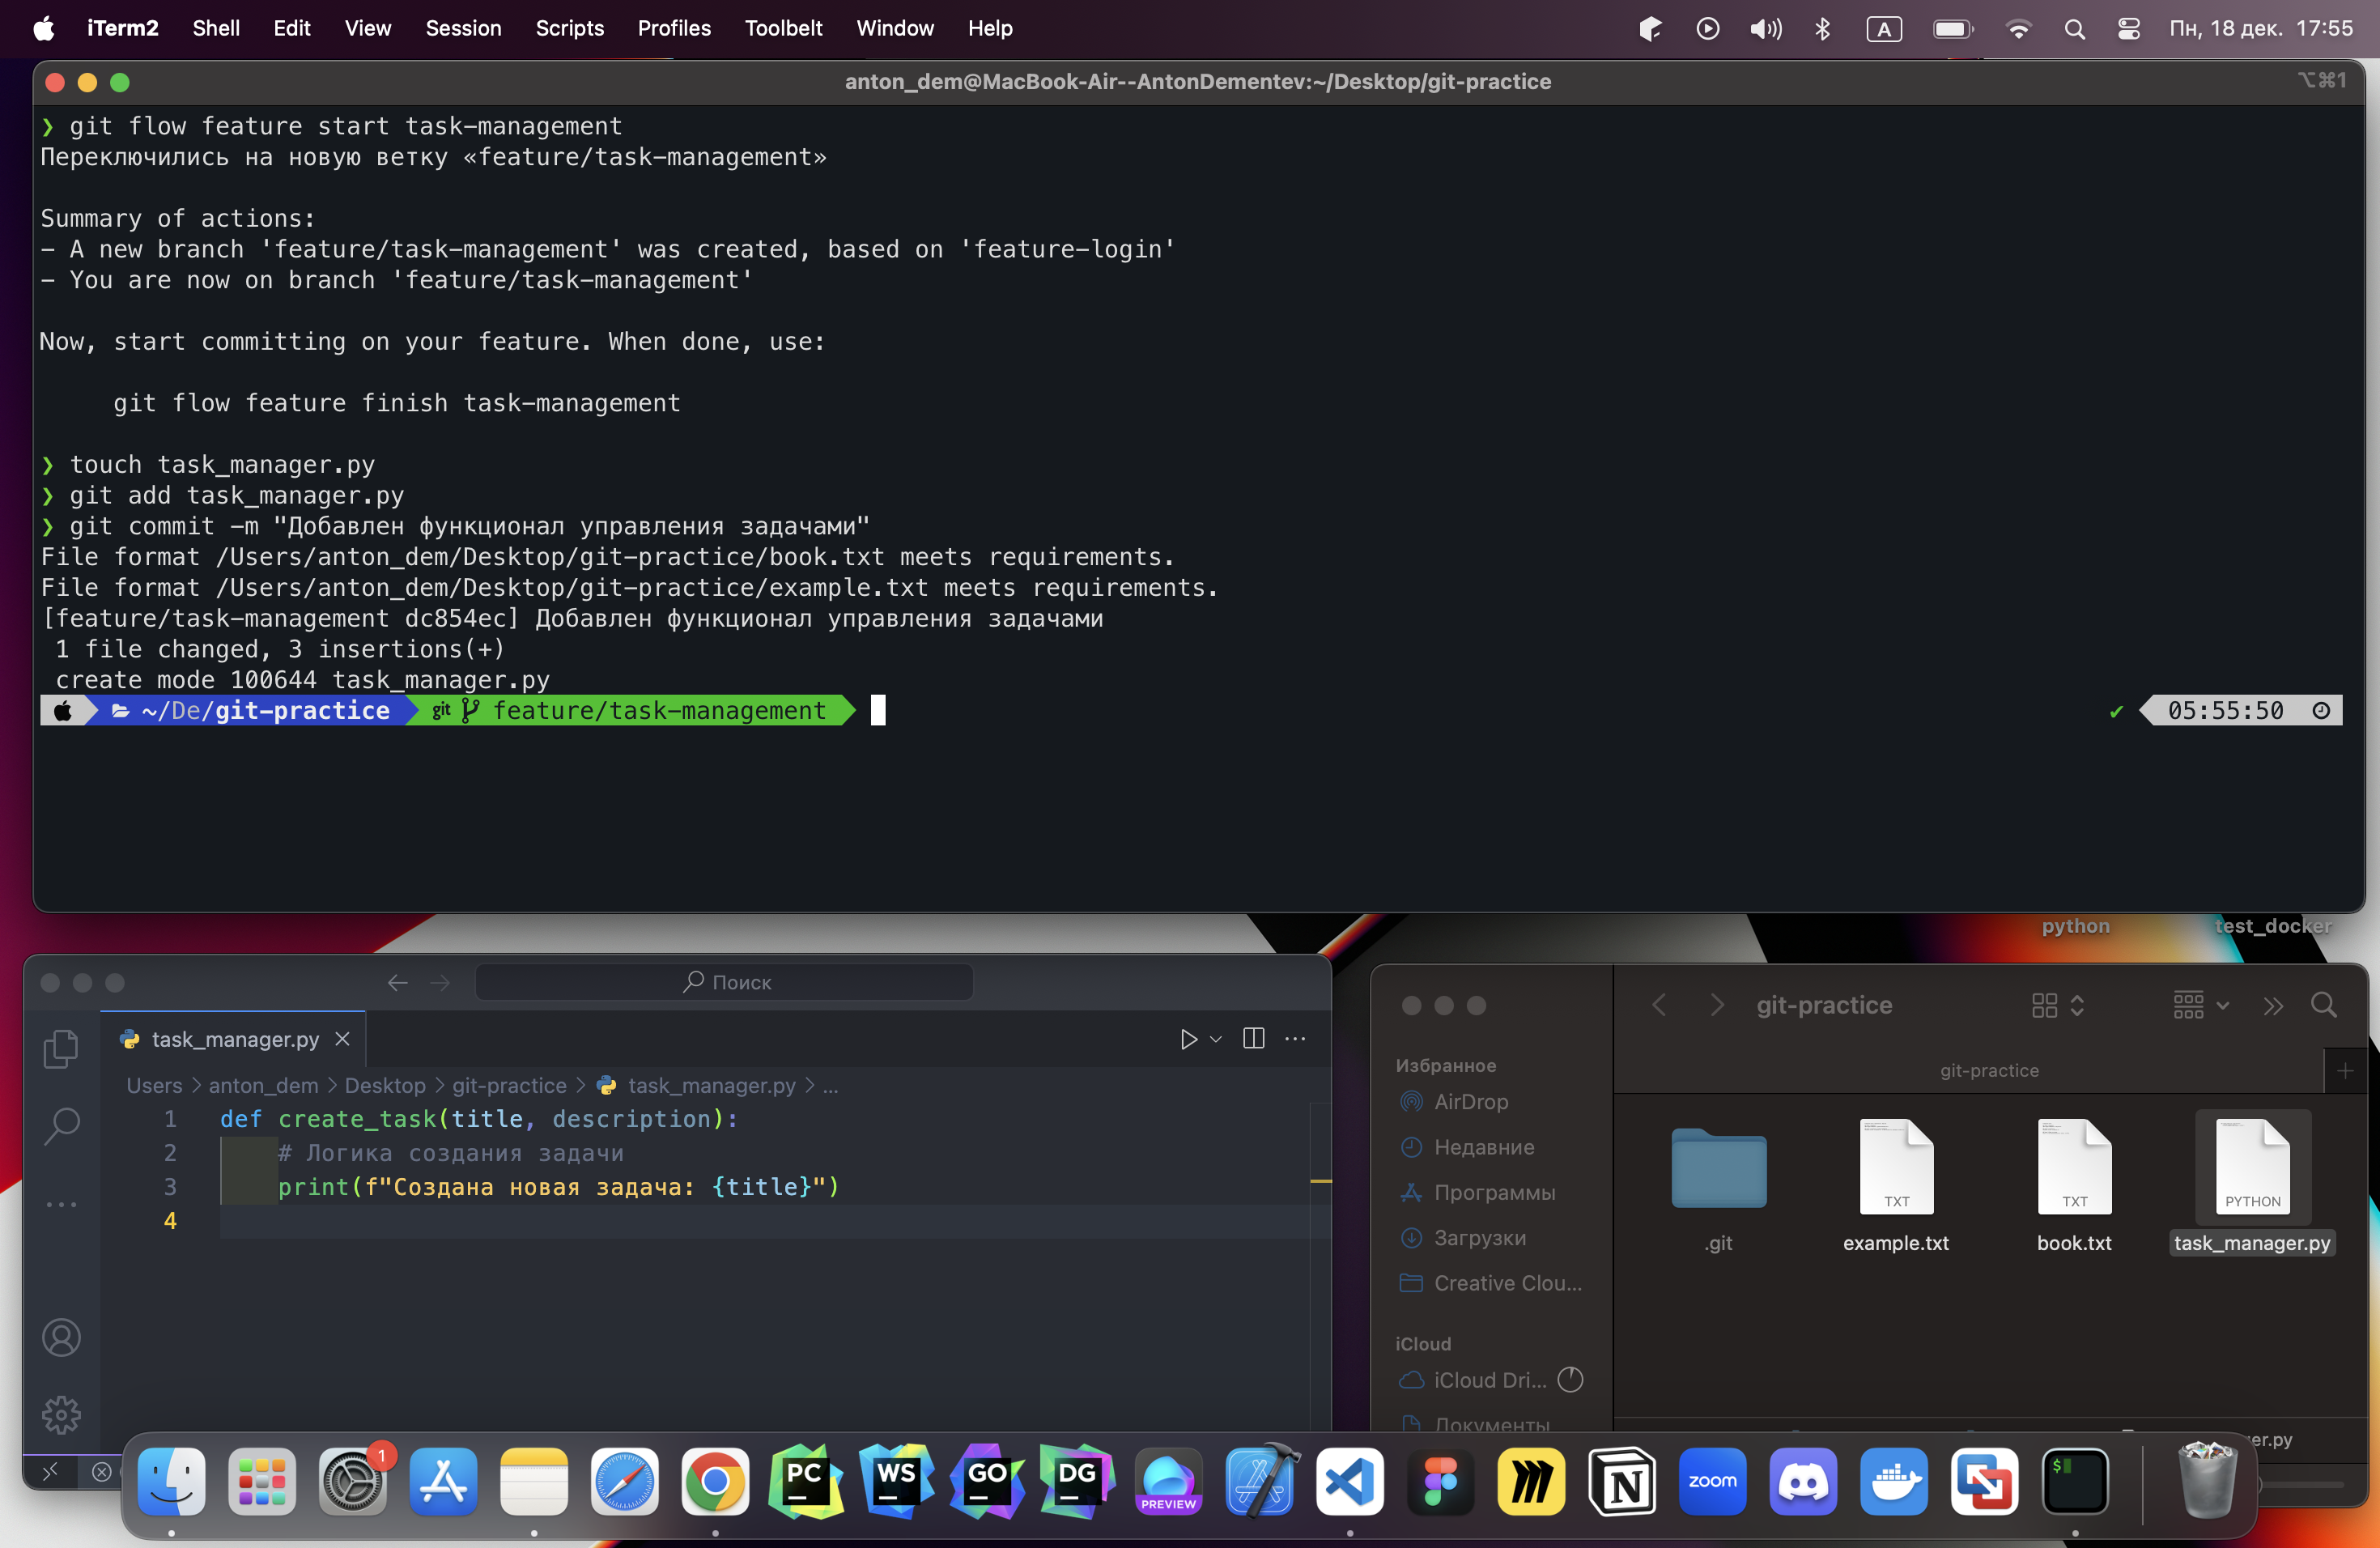 iTerm2 Shell Edit View Session Scripts Profiles Toolbelt Window Help A Пн, 18 дек. 17:55
anton_dem@MacBook-Air--AntonDementev:~/Desktop/git-practice ⌥⌘1
❯ git flow feature start task-management
Переключились на новую ветку «feature/task-management»
Summary of actions:
- A new branch 'feature/task-management' was created, based on 'feature-login'
- You are now on branch 'feature/task-management'
Now, start committing on your feature. When done, use:
git flow feature finish task-management
❯ touch task_manager.py
❯ git add task_manager.py
❯ git commit -m "Добавлен функционал управления задачами"
File format /Users/anton_dem/Desktop/git-practice/book.txt meets requirements.
File format /Users/anton_dem/Desktop/git-practice/example.txt meets requirements.
[feature/task-management dc854ec] Добавлен функционал управления задачами
1 file changed, 3 insertions(+)
create mode 100644 task_manager.py
~/De/git-practice git feature/task-management ✔ 05:55:50
python test_docker
Поиск
task_manager.py
Users > anton_dem > Desktop > git-practice > task_manager.py > ...
1 def create_task(title, description):
2 # Логика создания задачи
3 print(f"Создана новая задача: {title}")
4
git-practice
git-practice
Избранное
AirDrop
Недавние
Программы
Загрузки
Creative Clou...
iCloud
iCloud Dri...
Документы
TXT TXT PYTHON
.git example.txt book.txt task_manager.py
er.py
1
PC WS GO DG PREVIEW zoom $